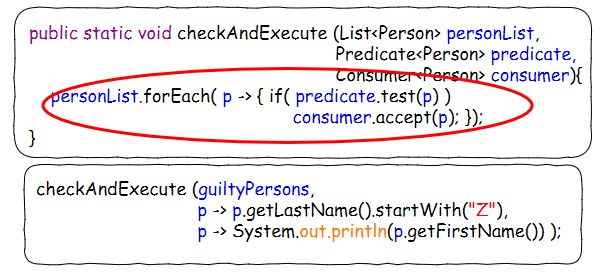 public static void checkAndExecute (List<Person> personList,
Predicate<Person> predicate,
Consumer<Person> consumer){
personList.forEach( p -> { if( predicate.test(p) )
consumer.accept(p); });
}
checkAndExecute (guiltyPersons,
p -> p.getLastName().startWith("Z"),
p -> System.out.println(p.getFirstName()) );